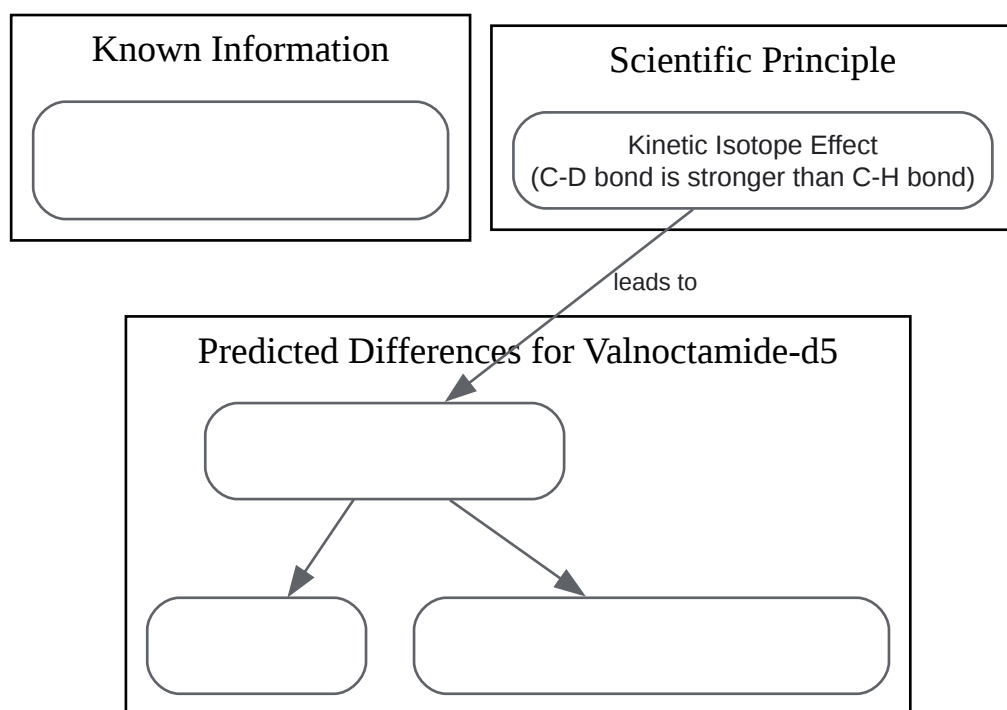 Known Information
Scientific Principle
Kinetic Isotope Effect
(C-D bond is stronger than C-H bond)
leads to
Predicted Differences for Valnoctamide-d5